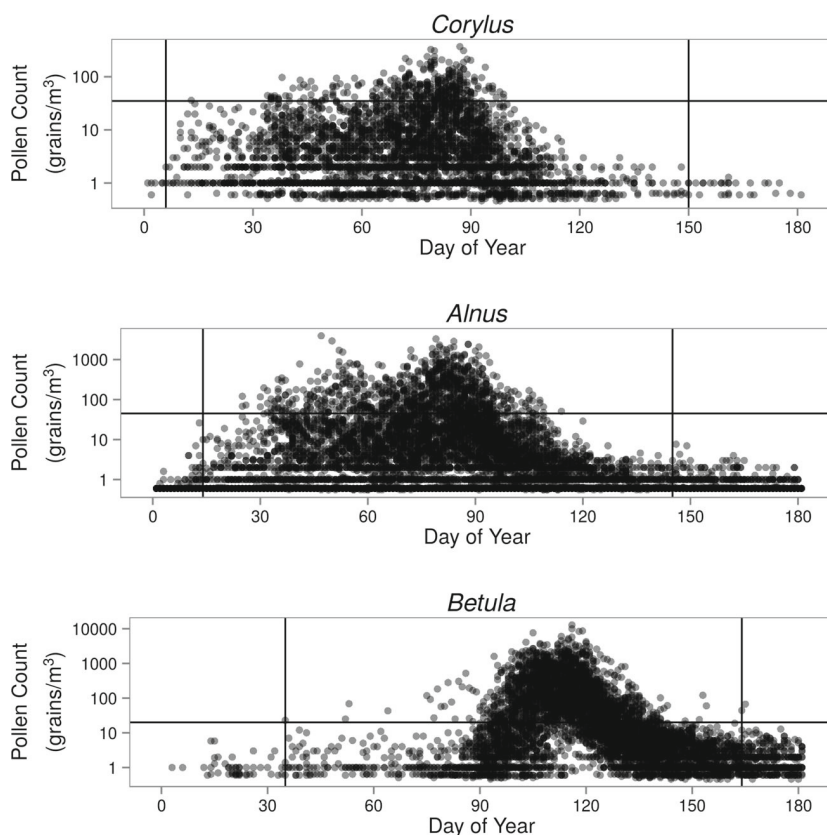 Corylus
Pollen Count
(grains/m³)
100
10
1
0 30 60 90 120 150 180
Day of Year
Alnus
Pollen Count
(grains/m³)
1000
100
10
1
0 30 60 90 120 150 180
Day of Year
Betula
Pollen Count
(grains/m³)
10000
1000
100
10
1
0 30 60 90 120 150 180
Day of Year